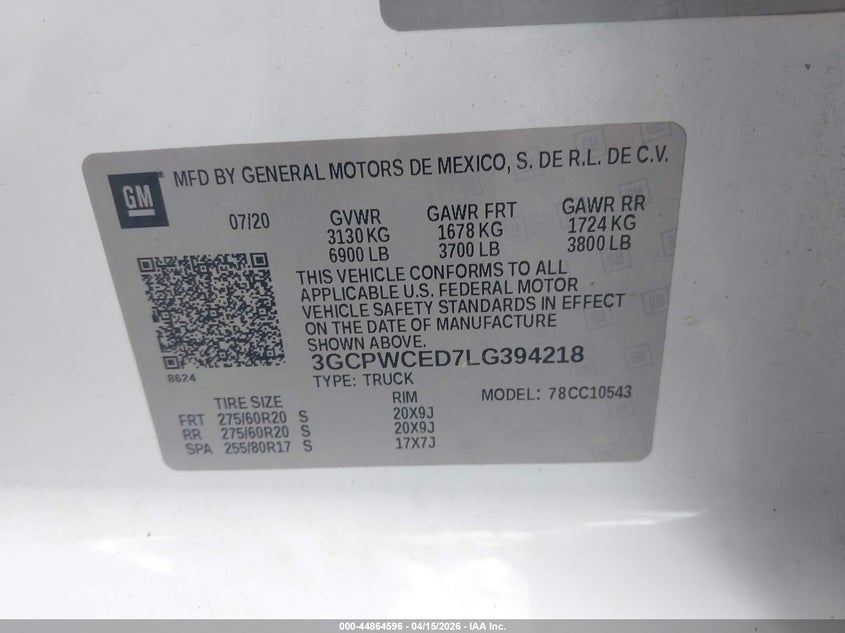 GM
MFD BY GENERAL MOTORS DE MEXICO, S. DE R.L. DE C.V.
07/20 GVWR GAWR FRT GAWR RR
3130 KG 1678 KG 1724 KG
6900 LB 3700 LB 3800 LB
THIS VEHICLE CONFORMS TO ALL
APPLICABLE U.S. FEDERAL MOTOR
VEHICLE SAFETY STANDARDS IN EFFECT
ON THE DATE OF MANUFACTURE
SHOWN ABOVE.
3GCPWCED7LG394218
8624
TYPE: TRUCK MODEL: 78CC10543
TIRE SIZE RIM
FRT 275/60R20 S 20X9J
RR 275/60R20 S 20X9J
SPA 255/80R17 S 17X7J
000-44864596 - 04/15/2026 - IAA Inc.